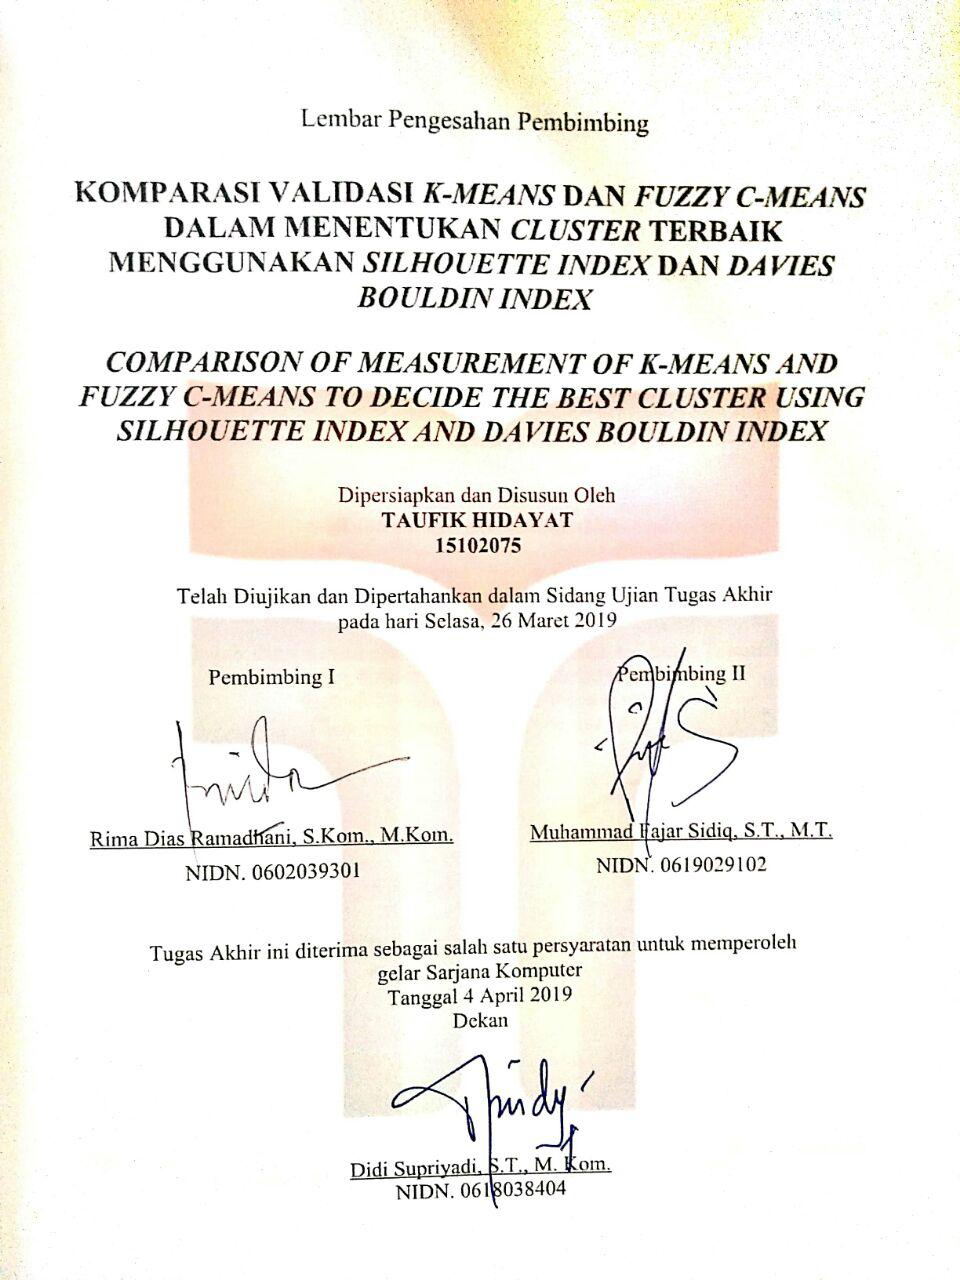 Lembar Pengesahan Pembimbing
KOMPARASI VALIDASI K-MEANS DAN FUZZY C-MEANS
DALAM MENENTUKAN CLUSTER TERBAIK
MENGGUNAKAN SILHOUETTE INDEX DAN DAVIES
BOULDIN INDEX
COMPARISON OF MEASUREMENT OF K-MEANS AND
FUZZY C-MEANS TO DECIDE THE BEST CLUSTER USING
SILHOUETTE INDEX AND DAVIES BOULDIN INDEX
Dipersiapkan dan Disusun Oleh
TAUFIK HIDAYAT
15102075
Telah Diujikan dan Dipertahankan dalam Sidang Ujian Tugas Akhir
pada hari Selasa, 26 Maret 2019
Pembimbing I
Pembimbing II
Rima Dias Ramadhani, S.Kom., M.Kom.
Muhammad Fajar Sidiq, S.T., M.T.
NIDN. 0602039301
NIDN. 0619029102
Tugas Akhir ini diterima sebagai salah satu persyaratan untuk memperoleh
gelar Sarjana Komputer
Tanggal 4 April 2019
Dekan
Didi Supriyadi, S.T., M. Kom.
NIDN. 0618038404